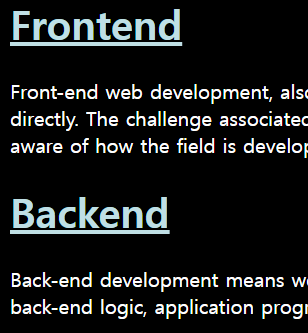 Frontend
Front-end web development, also
directly. The challenge associated
aware of how the field is develop
Backend
Back-end development means we
back-end logic, application progr